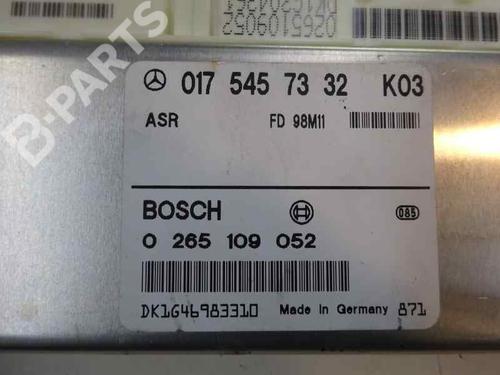 0265109052
B-PARTS
017 545 73 32 K03
ASR FD 98M11
BOSCH 085
0 265 109 052
DK1G46983310 Made in Germany 871